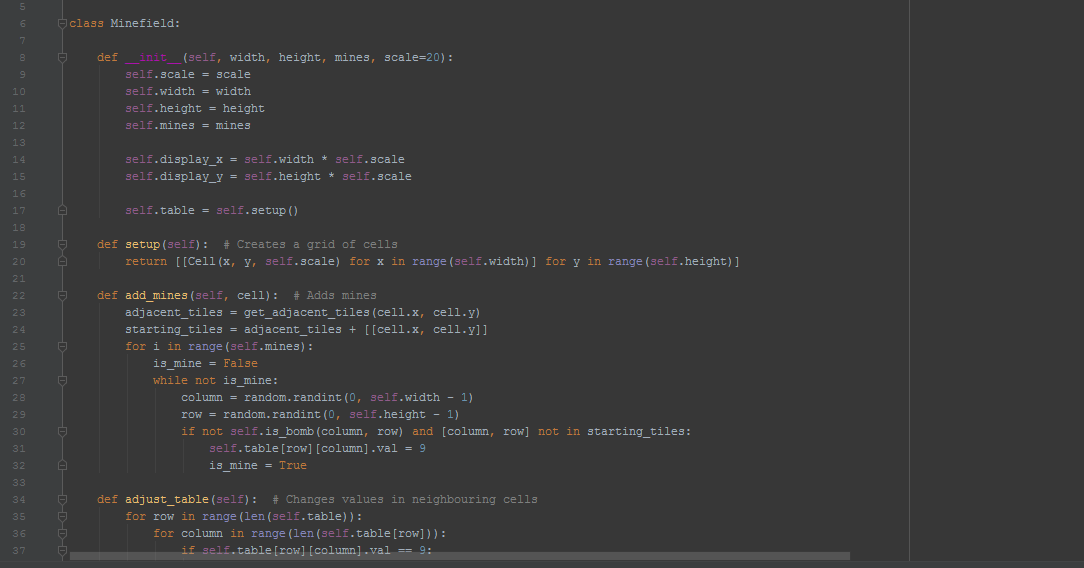 5
6 class Minefield:
7
8     def __init__(self, width, height, mines, scale=20):
9         self.scale = scale
10         self.width = width
11         self.height = height
12         self.mines = mines
13
14         self.display_x = self.width * self.scale
15         self.display_y = self.height * self.scale
16
17         self.table = self.setup()
18
19     def setup(self):  # Creates a grid of cells
20         return [[Cell(x, y, self.scale) for x in range(self.width)] for y in range(self.height)]
21
22     def add_mines(self, cell):  # Adds mines
23         adjacent_tiles = get_adjacent_tiles(cell.x, cell.y)
24         starting_tiles = adjacent_tiles + [[cell.x, cell.y]]
25         for i in range(self.mines):
26             is_mine = False
27             while not is_mine:
28                 column = random.randint(0, self.width - 1)
29                 row = random.randint(0, self.height - 1)
30                 if not self.is_bomb(column, row) and [column, row] not in starting_tiles:
31                     self.table[row][column].val = 9
32                     is_mine = True
33
34     def adjust_table(self):  # Changes values in neighbouring cells
35         for row in range(len(self.table)):
36             for column in range(len(self.table[row])):
37                 if self.table[row][column].val == 9: